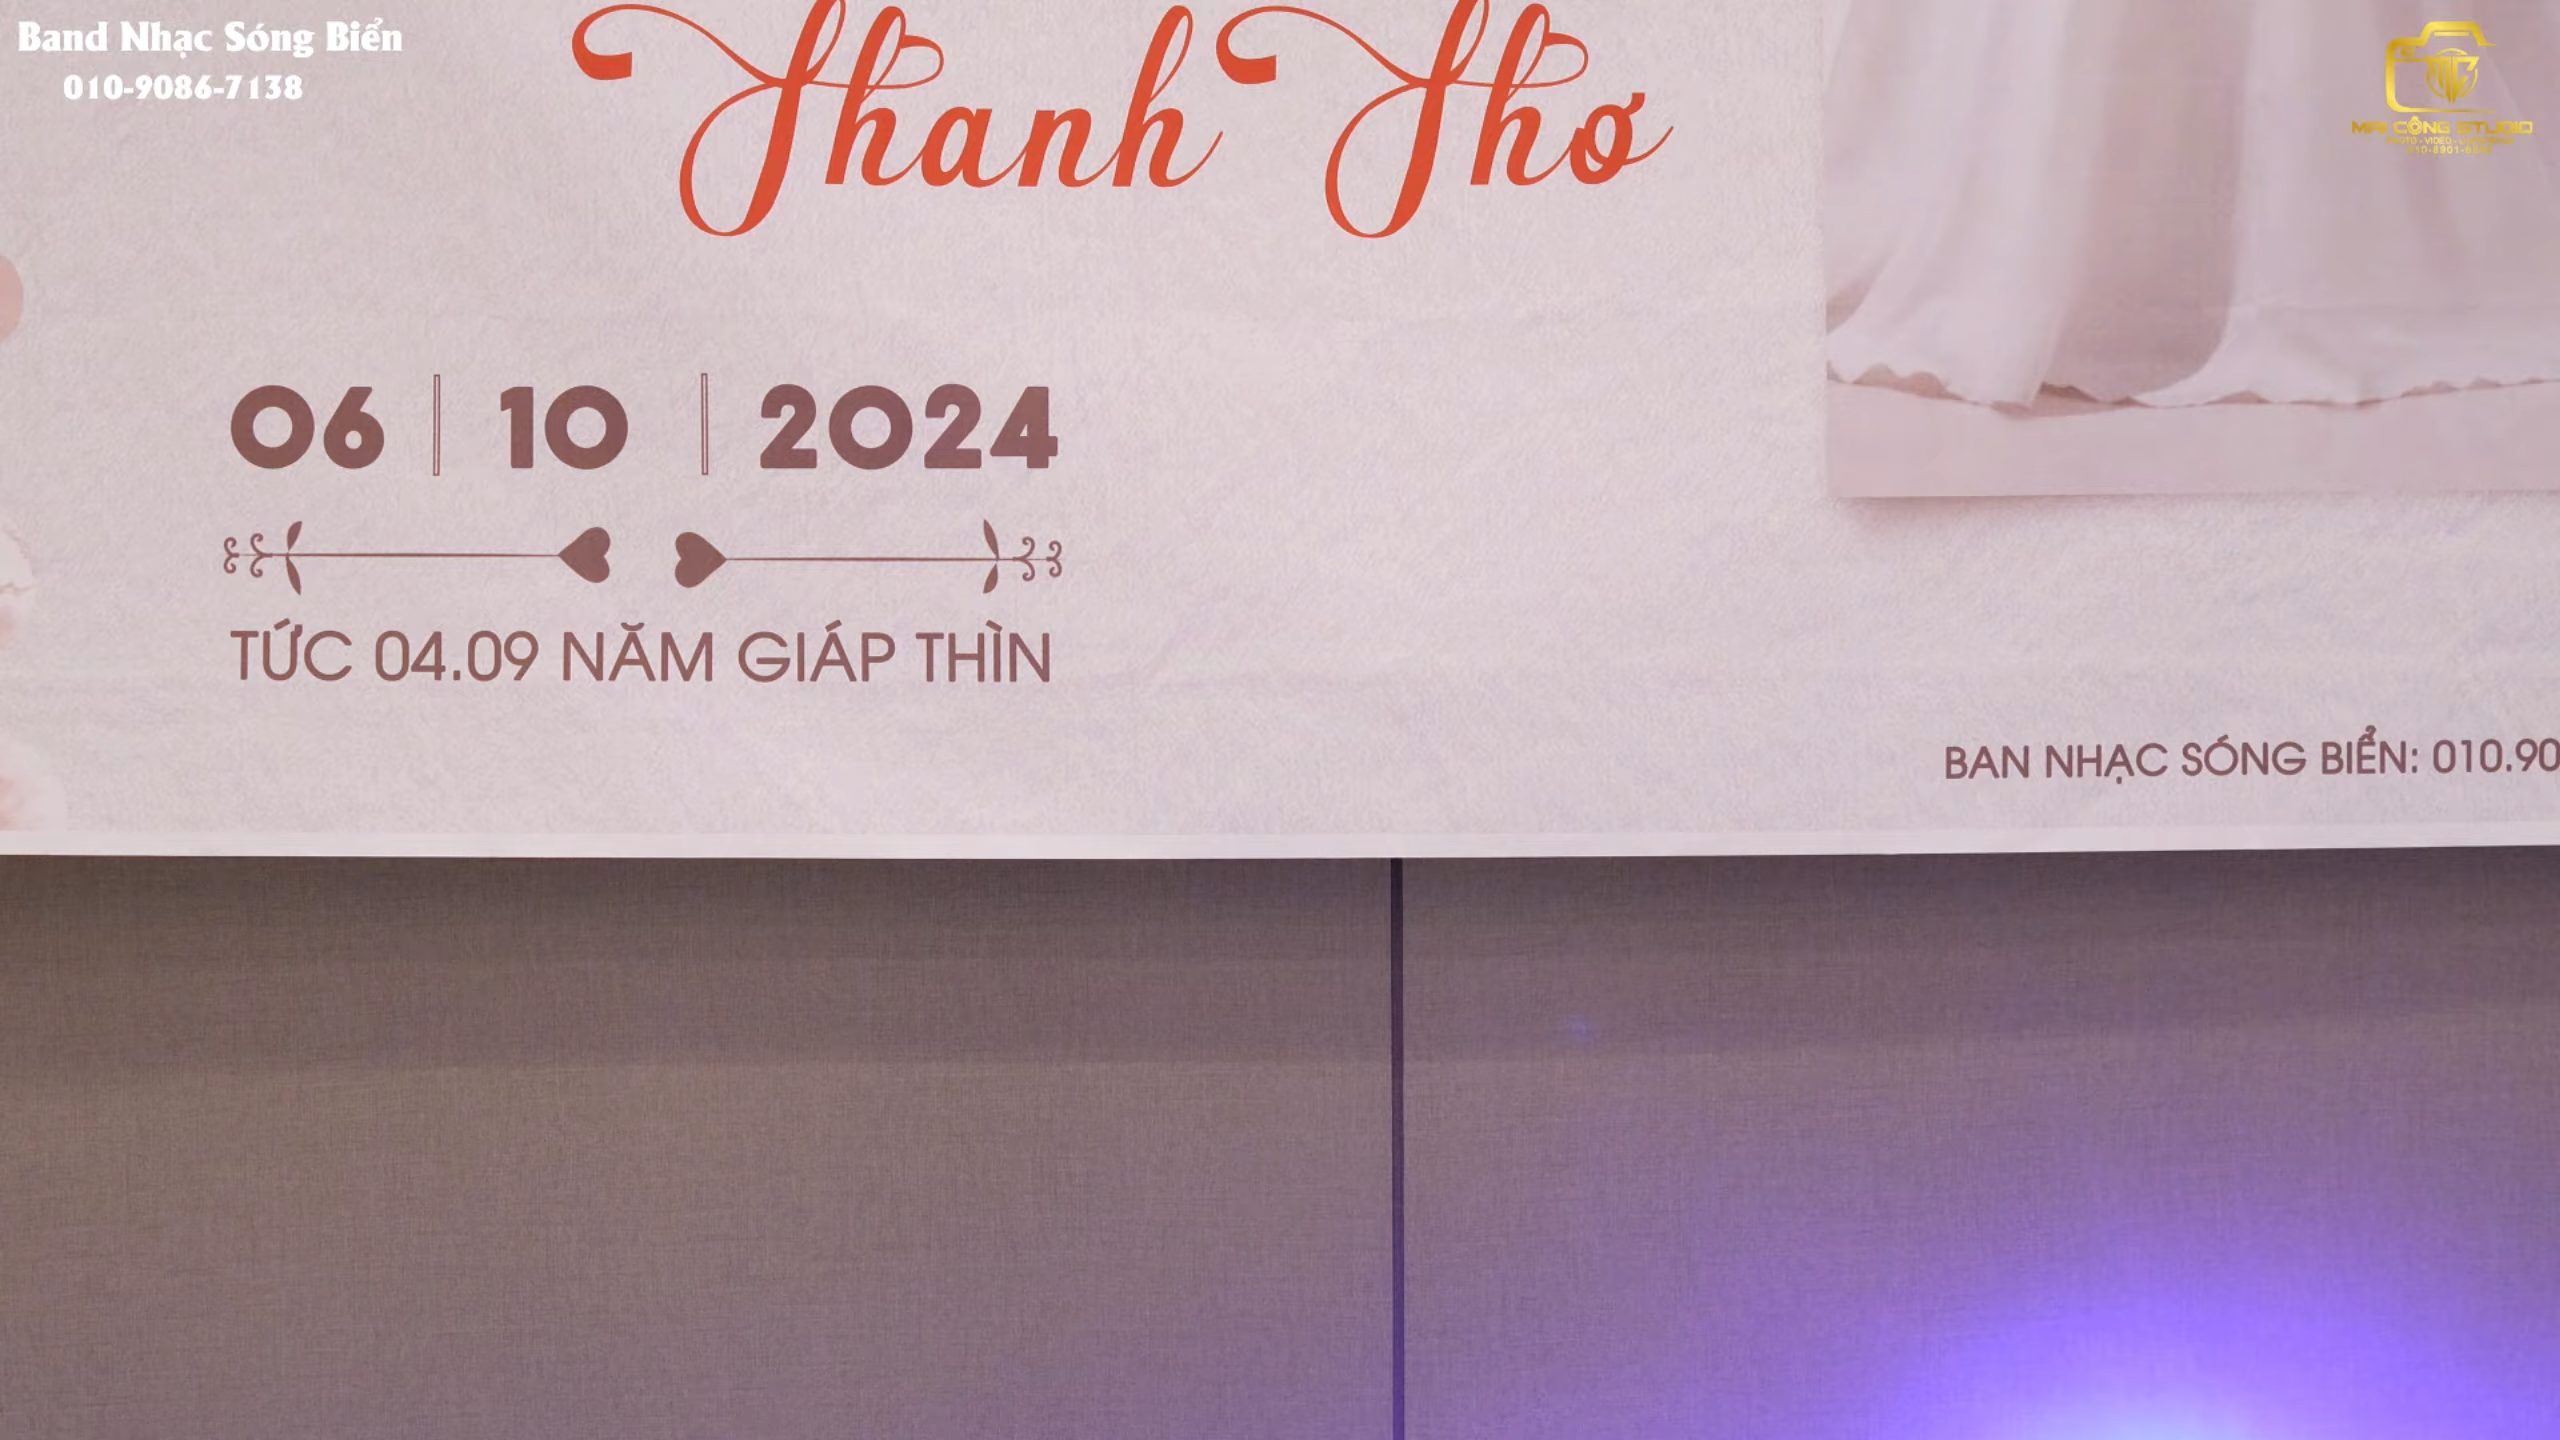 Band Nhạc Sóng Biển
010-9086-7138
MAI CÔNG STUDIO
Thanh Thơ
06 | 10 | 2024
TỨC 04.09 NĂM GIÁP THÌN
BAN NHẠC SÓNG BIỂN: 010.90